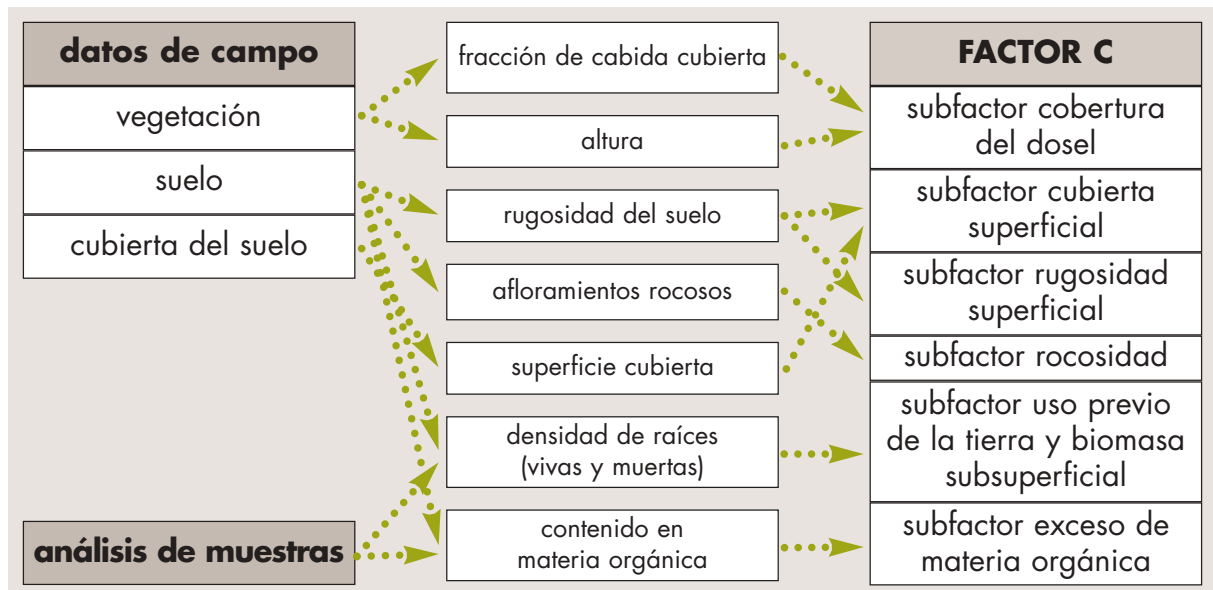 datos de campo
vegetación
suelo
cubierta del suelo
análisis de muestras
fracción de cabida cubierta
altura
rugosidad del suelo
afloramientos rocosos
superficie cubierta
densidad de raíces
(vivas y muertas)
contenido en
materia orgánica
FACTOR C
subfactor cobertura
del dosel
subfactor cubierta
superficial
subfactor rugosidad
superficial
subfactor rocosidad
subfactor uso previo
de la tierra y biomasa
subsuperficial
subfactor exceso de
materia orgánica